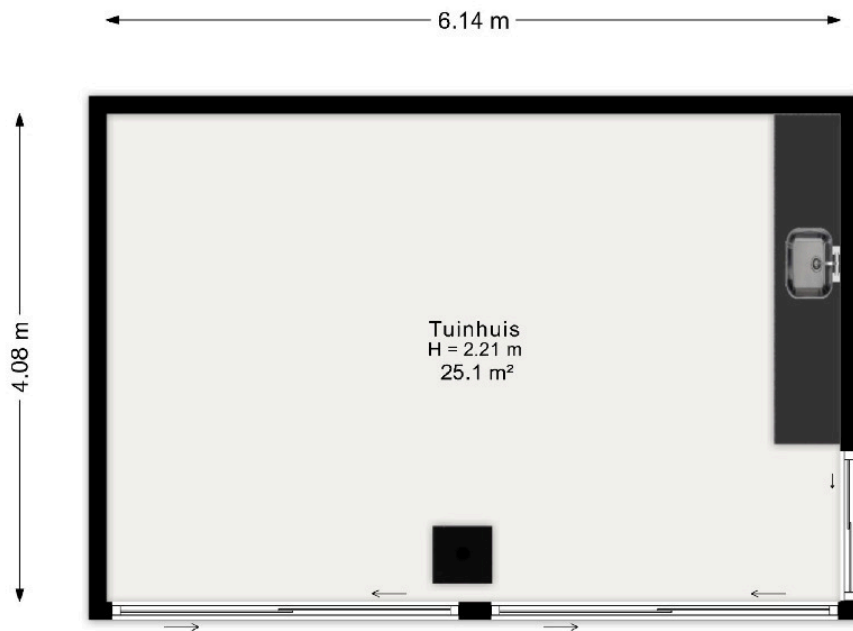 6.14 m
4.08 m
Tuinhuis
H = 2.21 m
25.1 m²